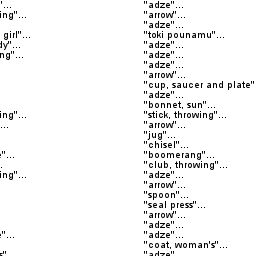 "...
ing"... "arrow"...
"adze"...
girl"... "toki pounamu"...
dy"... "adze"...
ng"... "adze"...
"adze"...
"arrow"...
"cup, saucer and plate"
"adze"...
"bonnet, sun"...
ing"... "stick, throwing"...
... "arrow"...
"jug"...
"chisel"...
"... "boomerang"...
. "club, throwing"...
ing"... "adze"...
"arrow"...
"spoon"...
"seal press"...
"arrow"...
"adze"...
"... "adze"...
"coat, woman's"...
"adze"